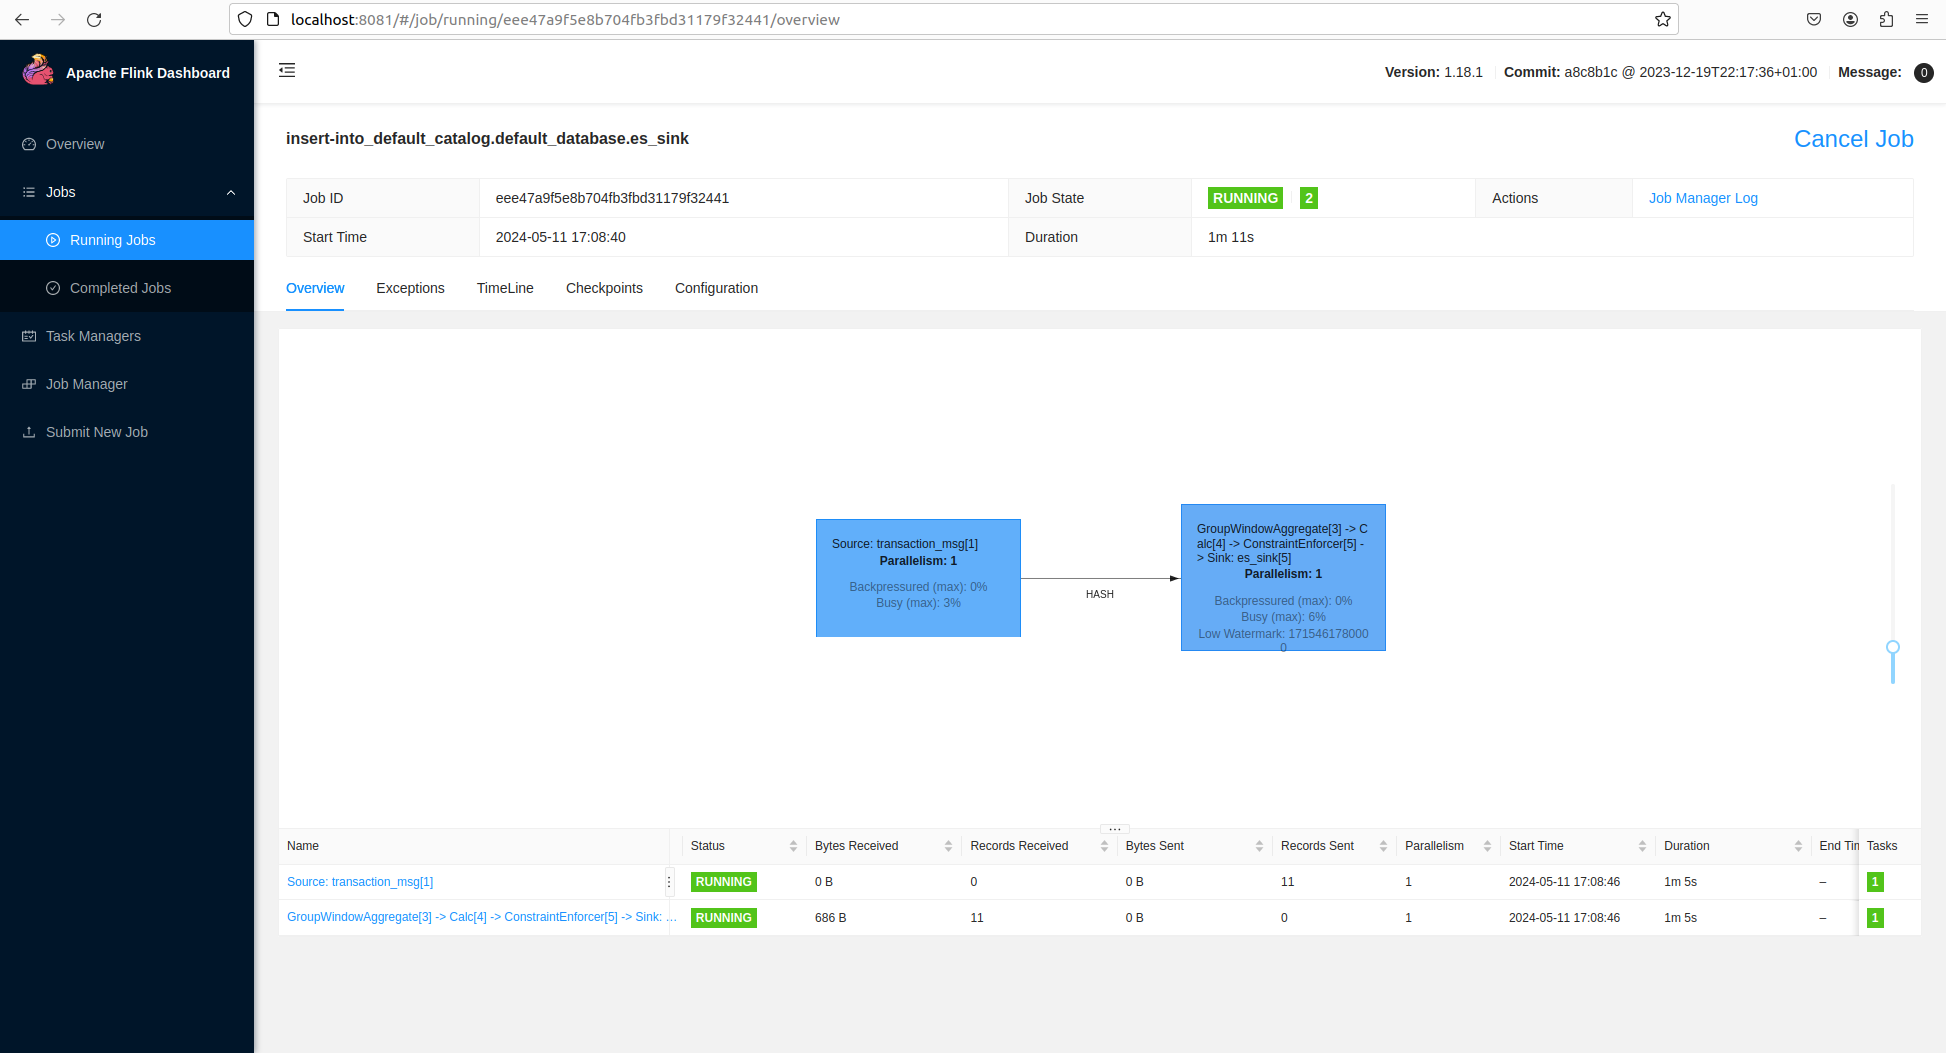 localhost:8081/#/job/running/eee47a9f5e8b704fb3fbd31179f32441/overview
Apache Flink Dashboard
Version: 1.18.1 Commit: a8c8b1c @ 2023-12-19T22:17:36+01:00 Message: 0
Overview
Jobs
Running Jobs
Completed Jobs
Task Managers
Job Manager
Submit New Job
insert-into_default_catalog.default_database.es_sink
Cancel Job
Job ID eee47a9f5e8b704fb3fbd31179f32441 Job State RUNNING 2 Actions Job Manager Log
Start Time 2024-05-11 17:08:40 Duration 1m 11s
Overview Exceptions TimeLine Checkpoints Configuration
Source: transaction_msg[1]
Parallelism: 1
Backpressured (max): 0%
Busy (max): 3%
HASH
GroupWindowAggregate[3] -> C
alc[4] -> ConstraintEnforcer[5] -
> Sink: es_sink[5]
Parallelism: 1
Backpressured (max): 0%
Busy (max): 6%
Low Watermark: 171546178000
0
Name Status Bytes Received Records Received Bytes Sent Records Sent Parallelism Start Time Duration End Tim Tasks
Source: transaction_msg[1] RUNNING 0 B 0 0 B 11 1 2024-05-11 17:08:46 1m 5s – 1
GroupWindowAggregate[3] -> Calc[4] -> ConstraintEnforcer[5] -> Sink: ... RUNNING 686 B 11 0 B 0 1 2024-05-11 17:08:46 1m 5s – 1